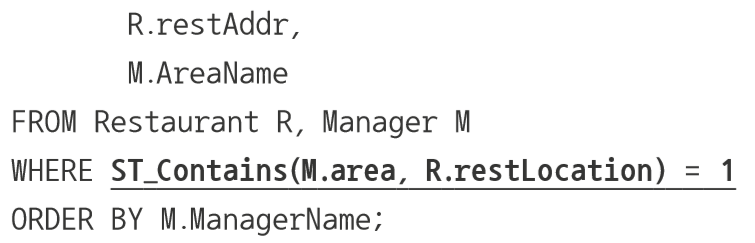 R.restAddr,
M.AreaName
FROM Restaurant R, Manager M
WHERE ST_Contains(M.area, R.restLocation) = 1
ORDER BY M.ManagerName;